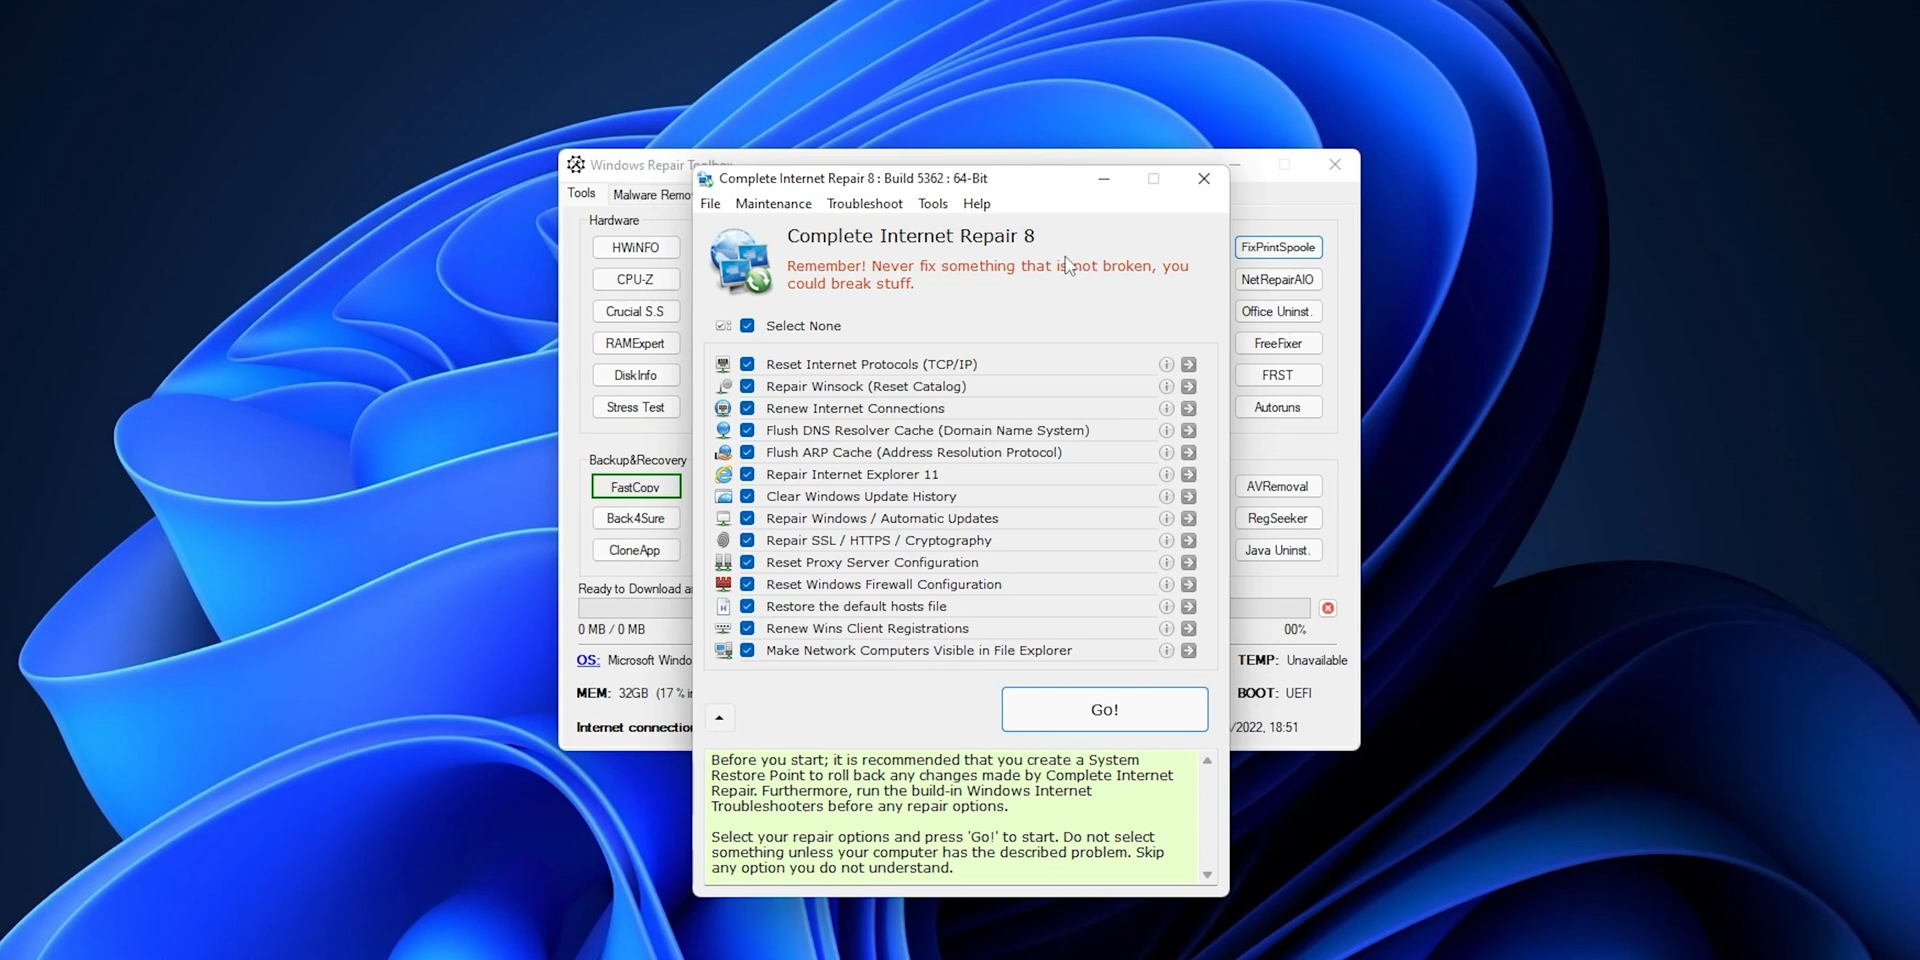 Windows Repair
Tools
Malware Remo
Hardware
HWiNFO
CPU-Z
Crucial S.S
RAMExpert
DiskInfo
Stress Test
Backup&Recovery
FastCopy
Back4Sure
CloneApp
Ready to Download a
0 MB / 0 MB
OS: Microsoft Windo
MEM: 32GB (17 % i
Internet connection
Complete Internet Repair 8 : Build 5362 : 64-Bit
File Maintenance Troubleshoot Tools Help
Complete Internet Repair 8
Remember! Never fix something that is not broken, you
could break stuff.
Select None
Reset Internet Protocols (TCP/IP)
Repair Winsock (Reset Catalog)
Renew Internet Connections
Flush DNS Resolver Cache (Domain Name System)
Flush ARP Cache (Address Resolution Protocol)
Repair Internet Explorer 11
Clear Windows Update History
Repair Windows / Automatic Updates
Repair SSL / HTTPS / Cryptography
Reset Proxy Server Configuration
Reset Windows Firewall Configuration
Restore the default hosts file
Renew Wins Client Registrations
Make Network Computers Visible in File Explorer
Go!
Before you start; it is recommended that you create a System
Restore Point to roll back any changes made by Complete Internet
Repair. Furthermore, run the build-in Windows Internet
Troubleshooters before any repair options.
Select your repair options and press 'Go!' to start. Do not select
something unless your computer has the described problem. Skip
any option you do not understand.
FixPrintSpoole
NetRepairAIO
Office Uninst.
FreeFixer
FRST
Autoruns
AVRemoval
RegSeeker
Java Uninst.
00%
TEMP: Unavailable
BOOT: UEFI
/2022, 18:51